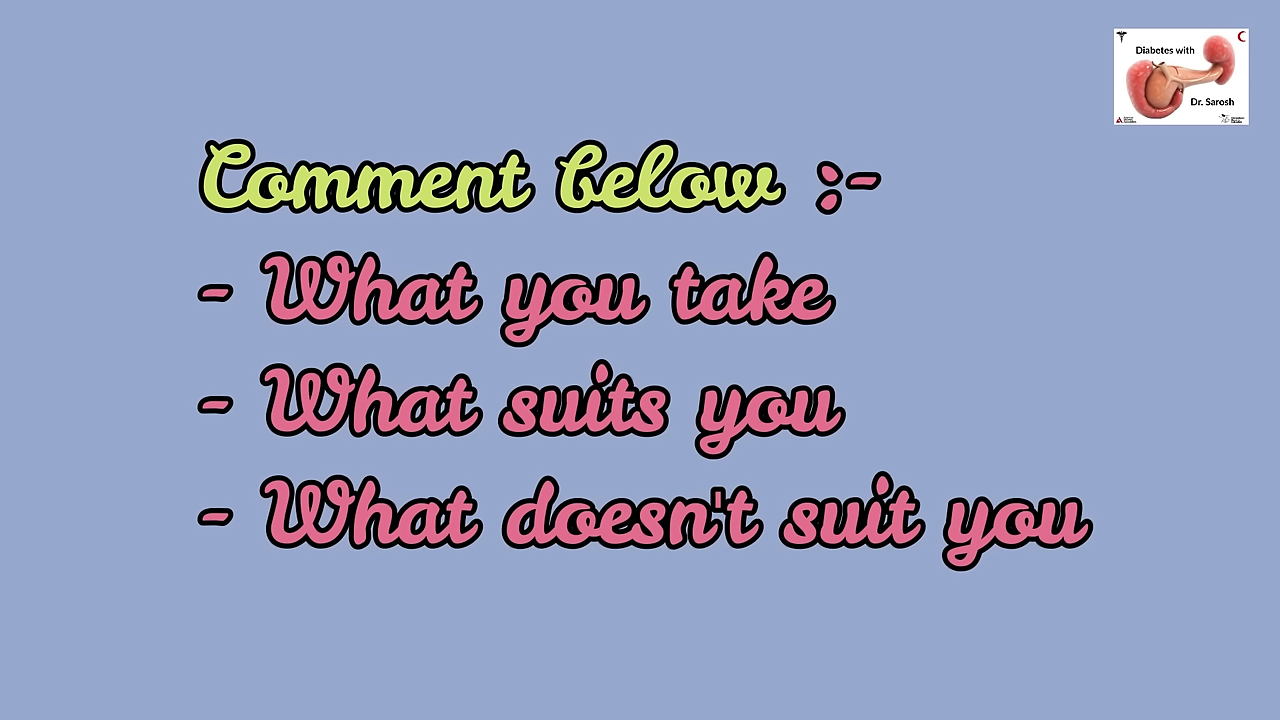 Diabetes with
Dr. Sarosh
Comment below :-
- What you take
- What suits you
- What doesn't suit you